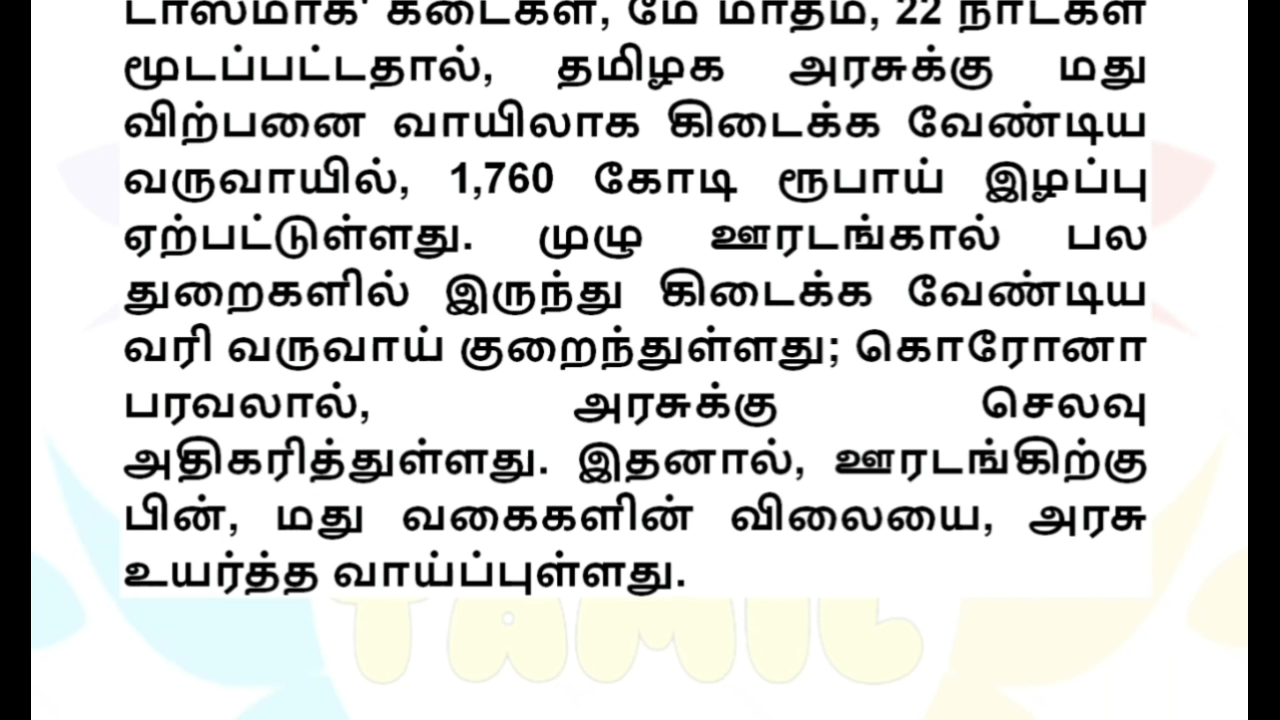 டாஸ்மாக்' கடைகள், மே மாதம், 22 நாட்கள்
மூடப்பட்டதால், தமிழக அரசுக்கு மது
விற்பனை வாயிலாக கிடைக்க வேண்டிய
வருவாயில், 1,760 கோடி ரூபாய் இழப்பு
ஏற்பட்டுள்ளது. முழு ஊரடங்கால் பல
துறைகளில் இருந்து கிடைக்க வேண்டிய
வரி வருவாய் குறைந்துள்ளது; கொரோனா
பரவலால், அரசுக்கு செலவு
அதிகரித்துள்ளது. இதனால், ஊரடங்கிற்கு
பின், மது வகைகளின் விலையை, அரசு
உயர்த்த வாய்ப்புள்ளது.
TAMIL